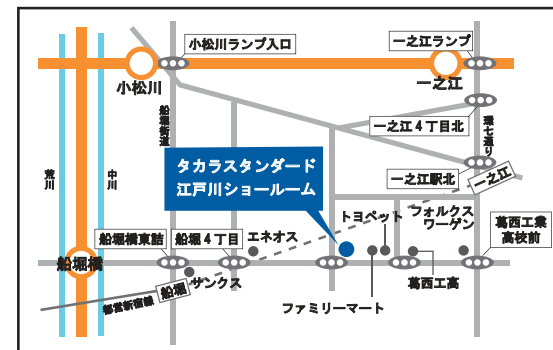 小松川ランプ入口
一之江ランプ
小松川
一之江
船堀街道
一之江4丁目北
環七通り
荒川
中川
タカラスタンダード
江戸川ショールーム
一之江駅北
一之江
トヨペット
フォルクス
ワーゲン
葛西工業
高校前
船堀橋東詰
船堀4丁目
エネオス
船堀橋
船堀
サンクス
葛西工高
都営新宿線
ファミリーマート